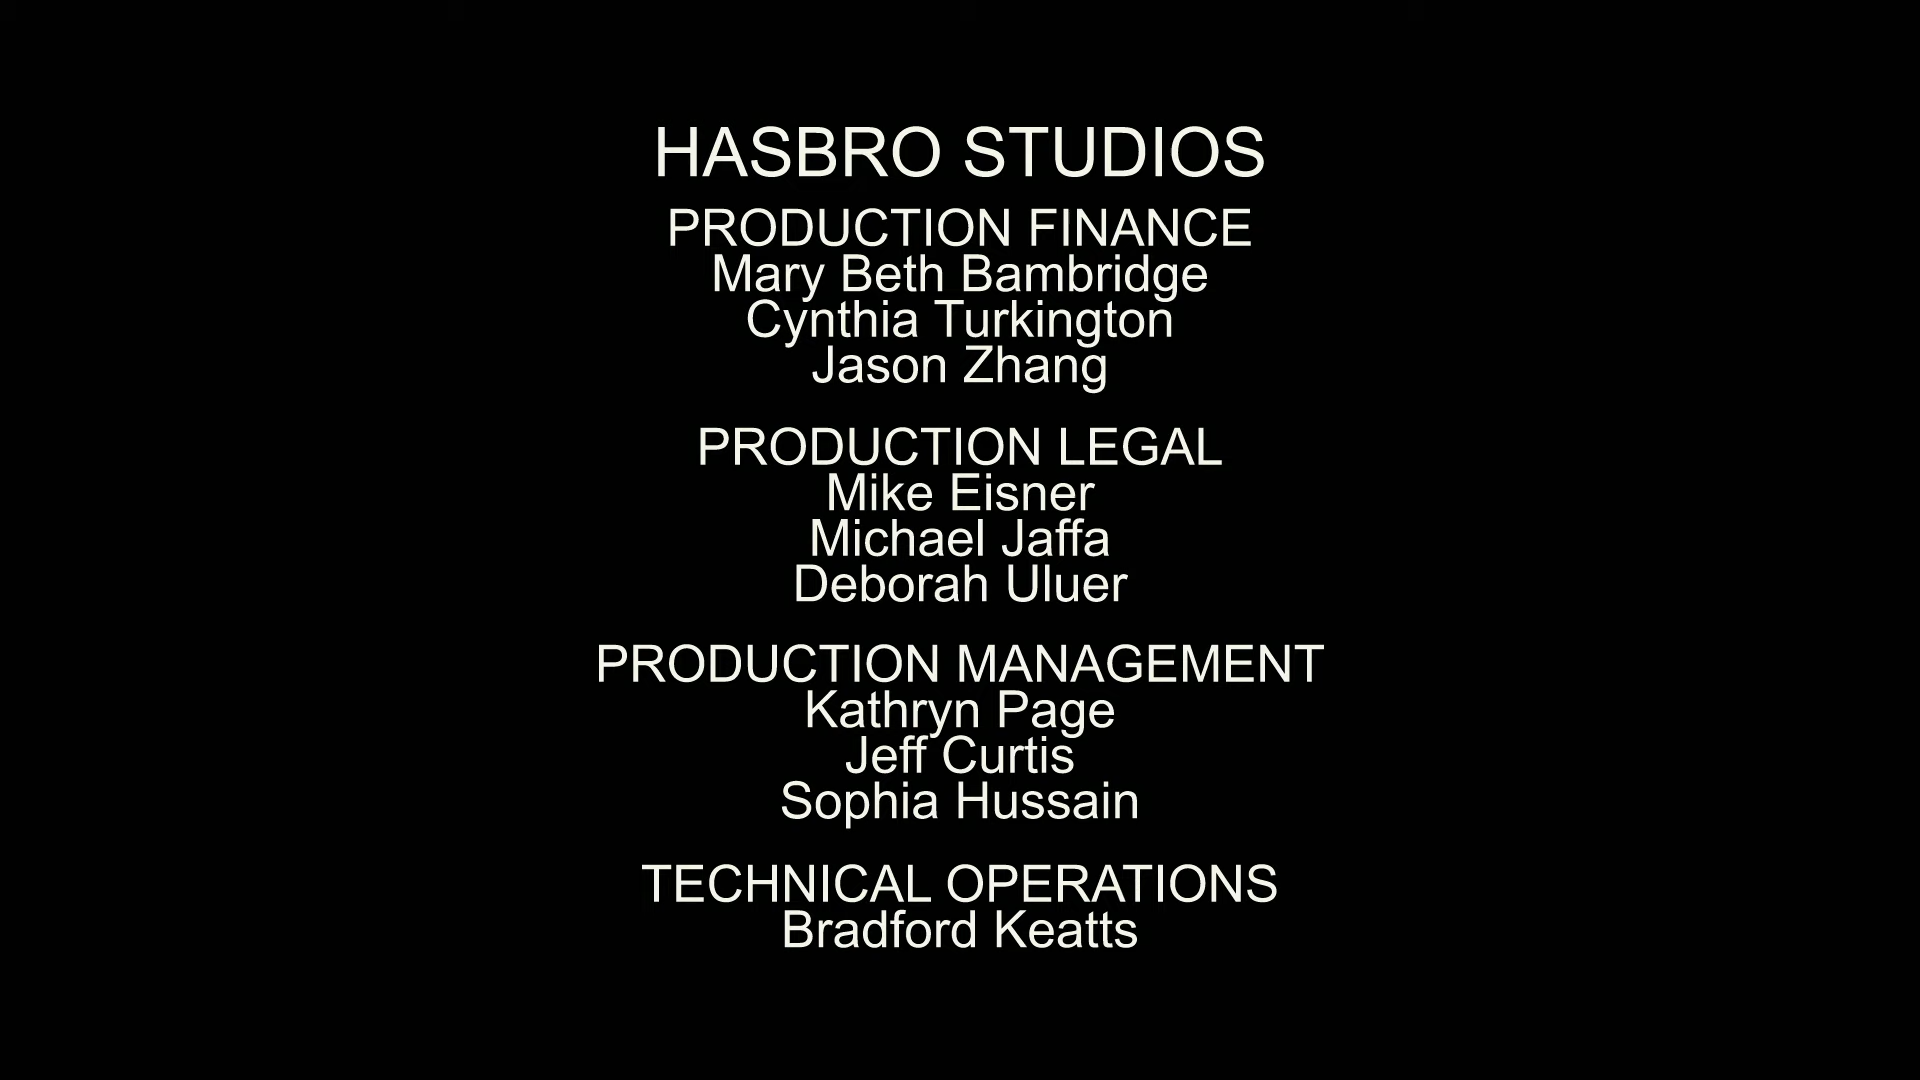 HASBRO STUDIOS
PRODUCTION FINANCE
Mary Beth Bambridge
Cynthia Turkington
Jason Zhang
PRODUCTION LEGAL
Mike Eisner
Michael Jaffa
Deborah Uluer
PRODUCTION MANAGEMENT
Kathryn Page
Jeff Curtis
Sophia Hussain
TECHNICAL OPERATIONS
Bradford Keatts